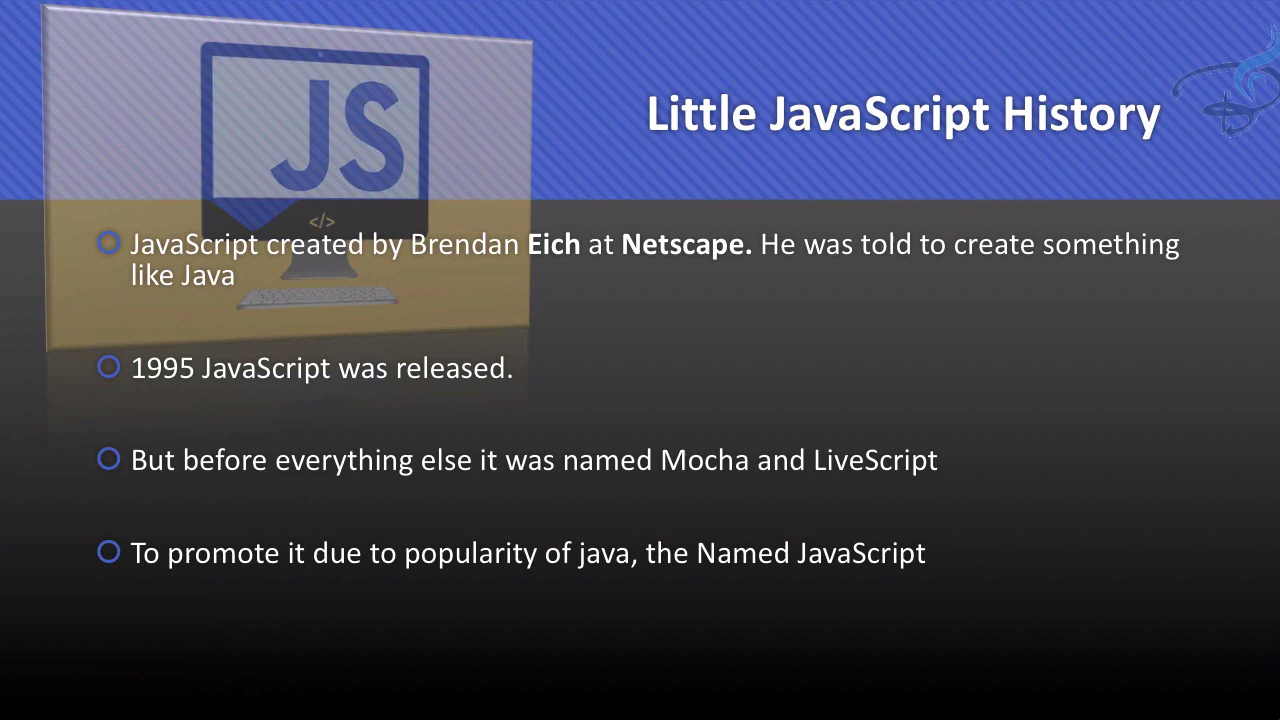 JS
</>
Little JavaScript History
JavaScript created by Brendan Eich at Netscape. He was told to create something
like Java
1995 JavaScript was released.
But before everything else it was named Mocha and LiveScript
To promote it due to popularity of java, the Named JavaScript